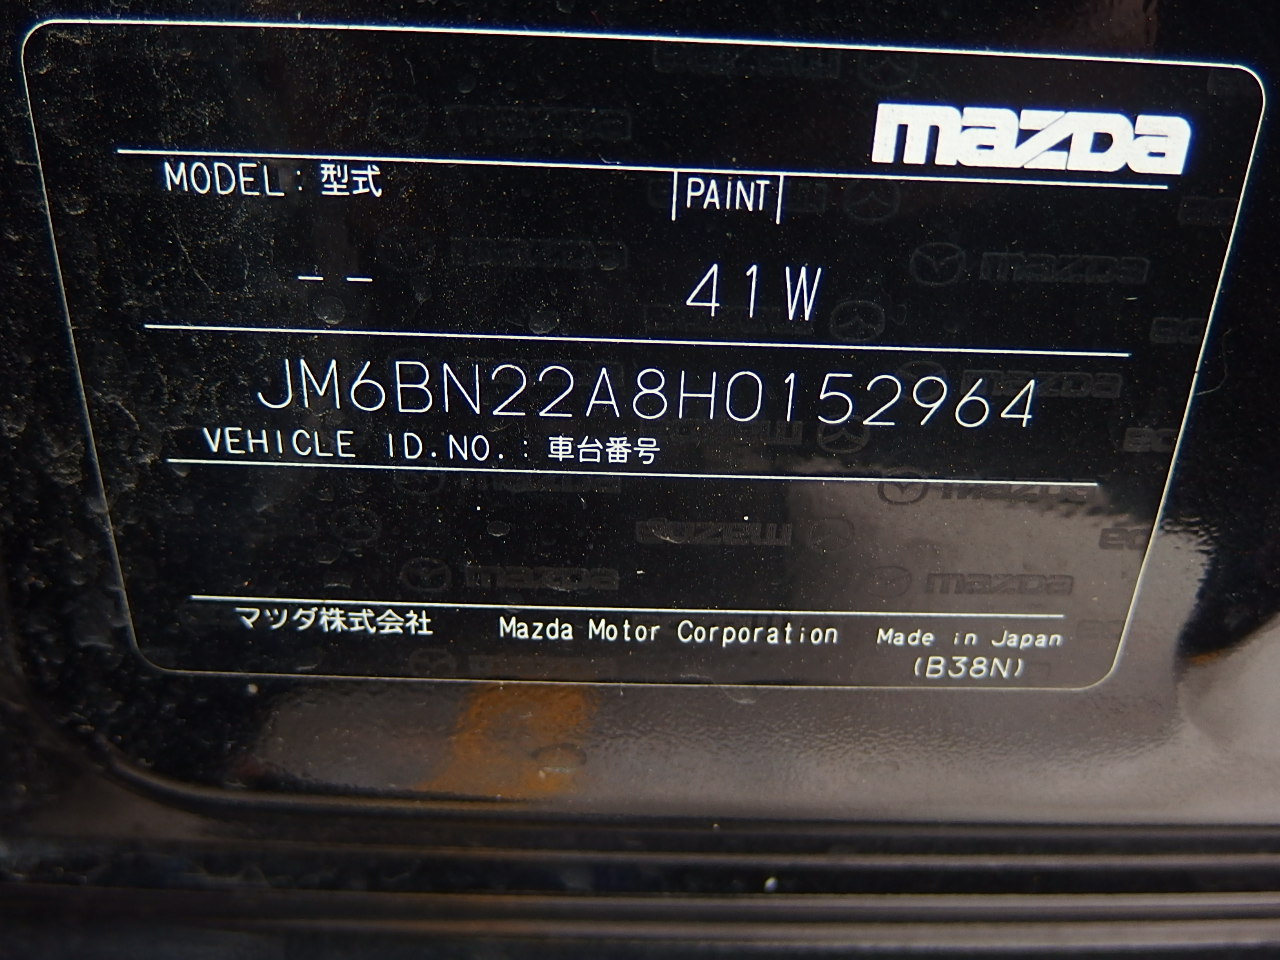 mazda
MODEL : 型式 PAINT
-- 41W
JM6BN22A8H0152964
VEHICLE ID.NO. : 車台番号
マツダ株式会社 Mazda Motor Corporation Made in Japan
(B38N)